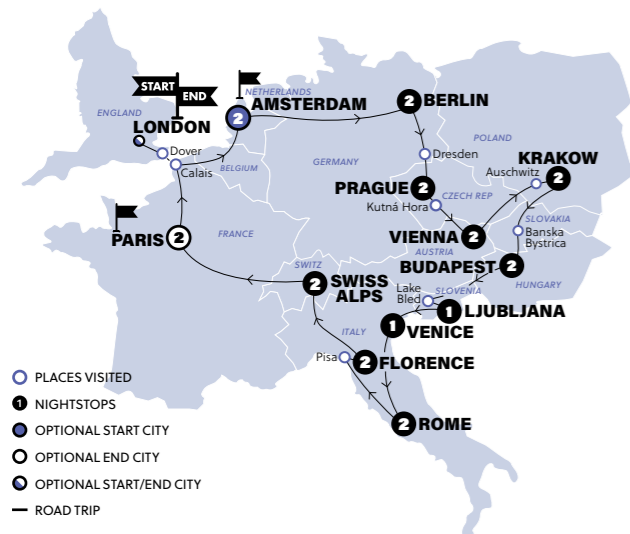 START
END
ENGLAND
LONDON
Dover
Calais
NETHERLANDS
2
AMSTERDAM
BELGIUM
GERMANY
2
BERLIN
Dresden
POLAND
KRAKOW
2
Auschwitz
PRAGUE
2
CZECH REP
Kutná Hora
SLOVAKIA
Banska
Bystrica
VIENNA
2
AUSTRIA
BUDAPEST
2
HUNGARY
PARIS
2
FRANCE
SWITZ
2
SWISS
ALPS
Lake
Bled
SLOVENIA
1
LJUBLJANA
1
VENICE
ITALY
Pisa
2
FLORENCE
2
ROME
PLACES VISITED
1
NIGHTSTOPS
OPTIONAL START CITY
OPTIONAL END CITY
OPTIONAL START/END CITY
ROAD TRIP